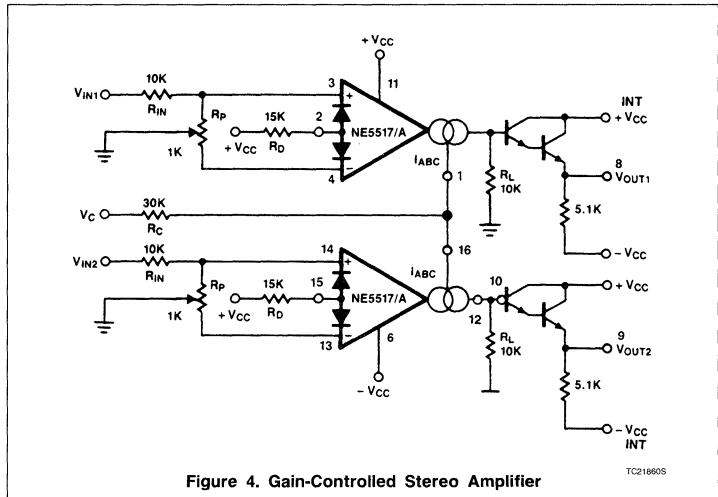 + VCC
11
INT
+ VCC
VIN1
10K
RIN
3
+
RP
15K
2
NE5517/A
+ VCC
RD
1K
4
−
IABC
1
RL
10K
8
VOUT1
5.1K
− VCC
VC
30K
RC
VIN2
10K
RIN
14
+
16
IABC
RP
15K
15
NE5517/A
+ VCC
RD
1K
13
−
6
− VCC
12
10
+ VCC
RL
10K
9
VOUT2
5.1K
− VCC
INT
Figure 4. Gain-Controlled Stereo Amplifier
TC21860S